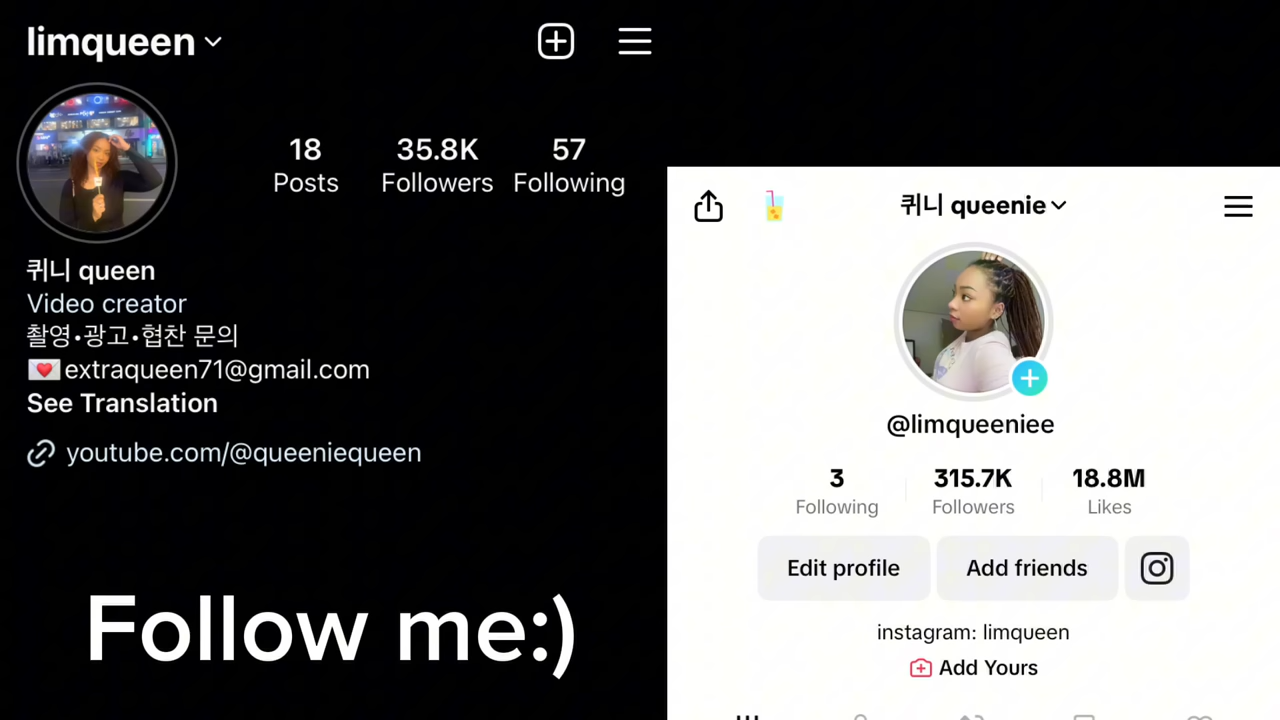 limqueen
18 35.8K 57
Posts Followers Following
퀴니 queen
Video creator
촬영•광고•협찬 문의
💌extraqueen71@gmail.com
See Translation
youtube.com/@queeniequeen
Follow me:)
퀴니 queenie
@limqueeniee
3 315.7K 18.8M
Following Followers Likes
Edit profile Add friends
instagram: limqueen
Add Yours